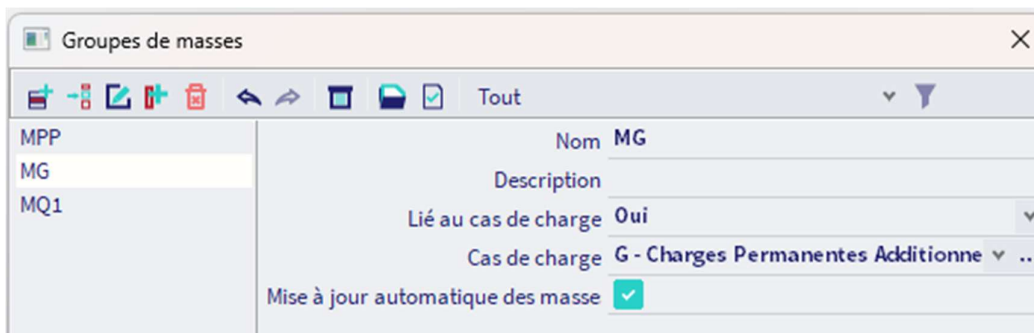 Groupes de masses
Tout
MPP
MG
MQ1
Nom MG
Description
Lié au cas de charge Oui
Cas de charge G - Charges Permanentes Additionne ...
Mise à jour automatique des masse